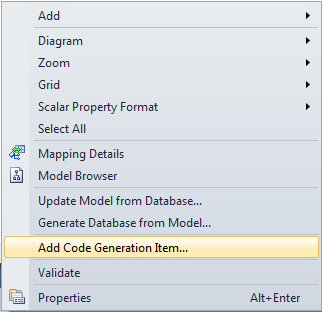 Add
Diagram
Zoom
Grid
Scalar Property Format
Select All
Mapping Details
Model Browser
Update Model from Database...
Generate Database from Model...
Add Code Generation Item...
Validate
Properties Alt+Enter